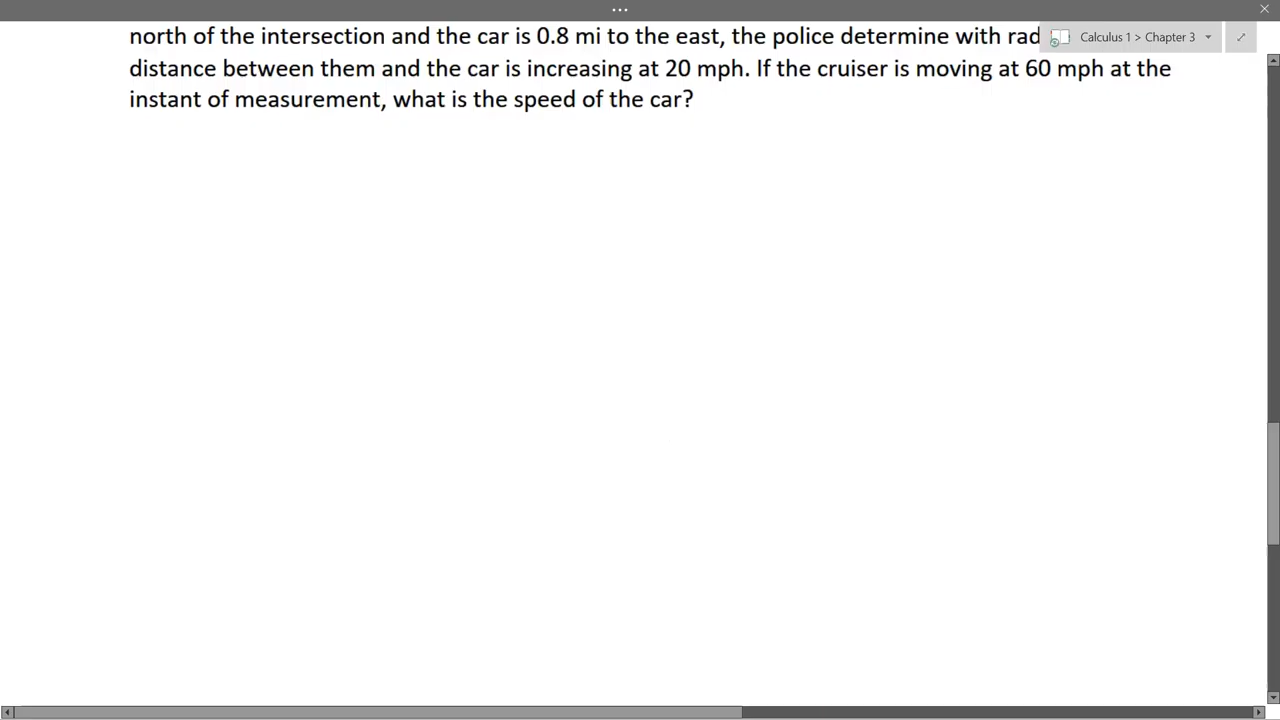 north of the intersection and the car is 0.8 mi to the east, the police determine with rad
Calculus 1 > Chapter 3
distance between them and the car is increasing at 20 mph. If the cruiser is moving at 60 mph at the
instant of measurement, what is the speed of the car?